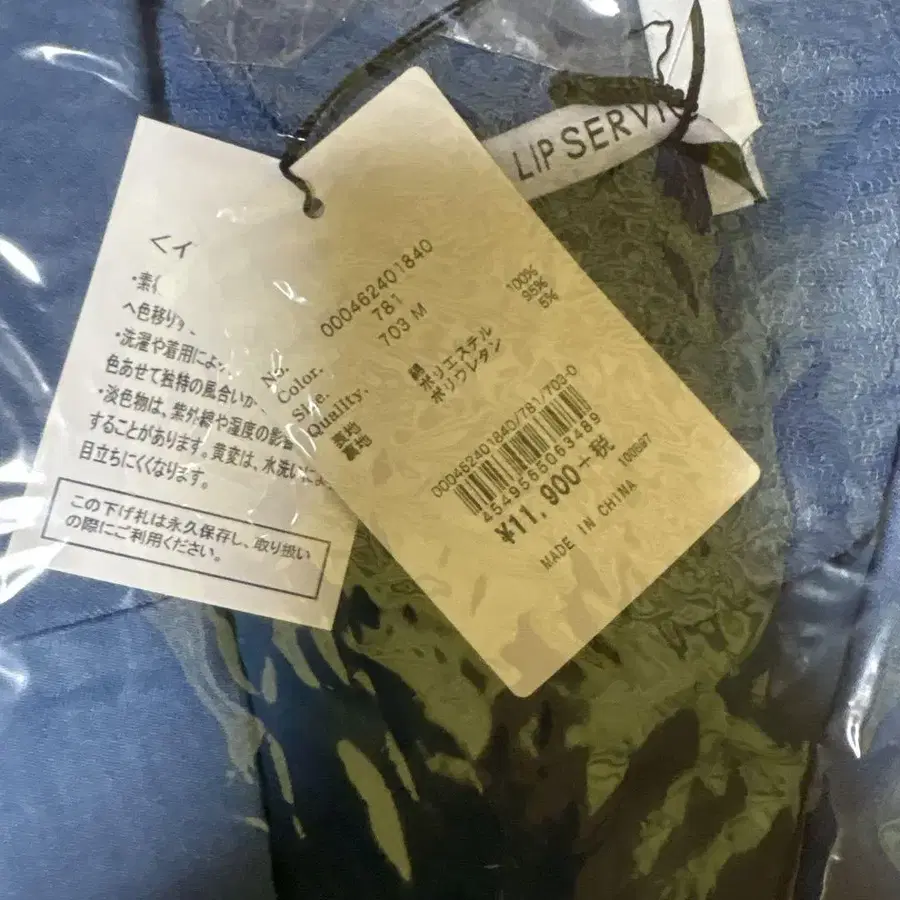 LIP SERVI
<イ
・素
へ色移り
・洗濯や着用によ
色あせて独特の風合いが
・淡色物は、紫外線や湿度の影響
することがあります。黄変は、水洗いによ
目立ちにくくなります。
この下げ札は永久保存し、取り扱い
の際にご利用ください。
No. 000462401840
Color. 781
Size. 703 M
Quality.
表地 綿 100%
裏地 ポリエステル 95%
ポリウレタン 5%
000462401840/781/703-0
4549565063489
¥11,900+税
100697
MADE IN CHINA